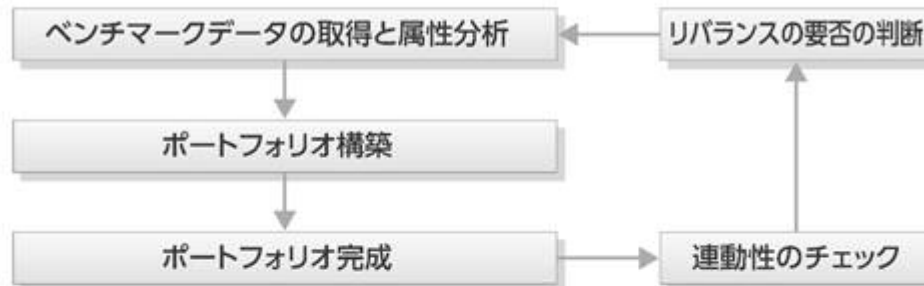 ベンチマークデータの取得と属性分析
リバランスの要否の判断
ポートフォリオ構築
ポートフォリオ完成
連動性のチェック